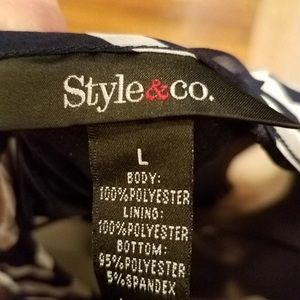 Style&co.
L
BODY:
100%POLYESTER
LINING:
100%POLYESTER
BOTTOM:
95%POLYESTER
5%SPANDEX